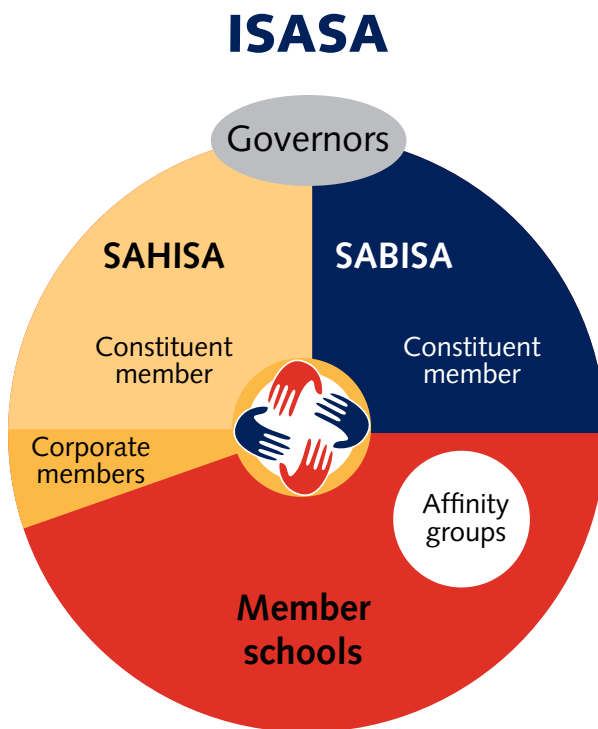 ISASA
Governors
SAHISA
SABISA
Constituent
member
Constituent
member
Corporate
members
Affinity
groups
Member
schools